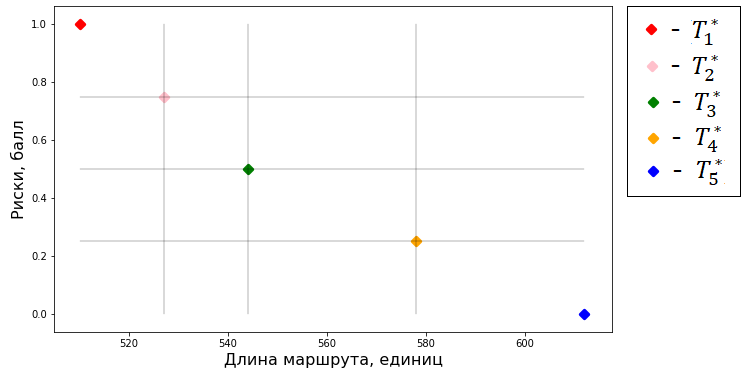 1.0
0.8
0.6
0.4
0.2
0.0
Риски, балл
520 540 560 580 600
Длина маршрута, единиц
- T₁*
- T₂*
- T₃*
- T₄*
- T₅*